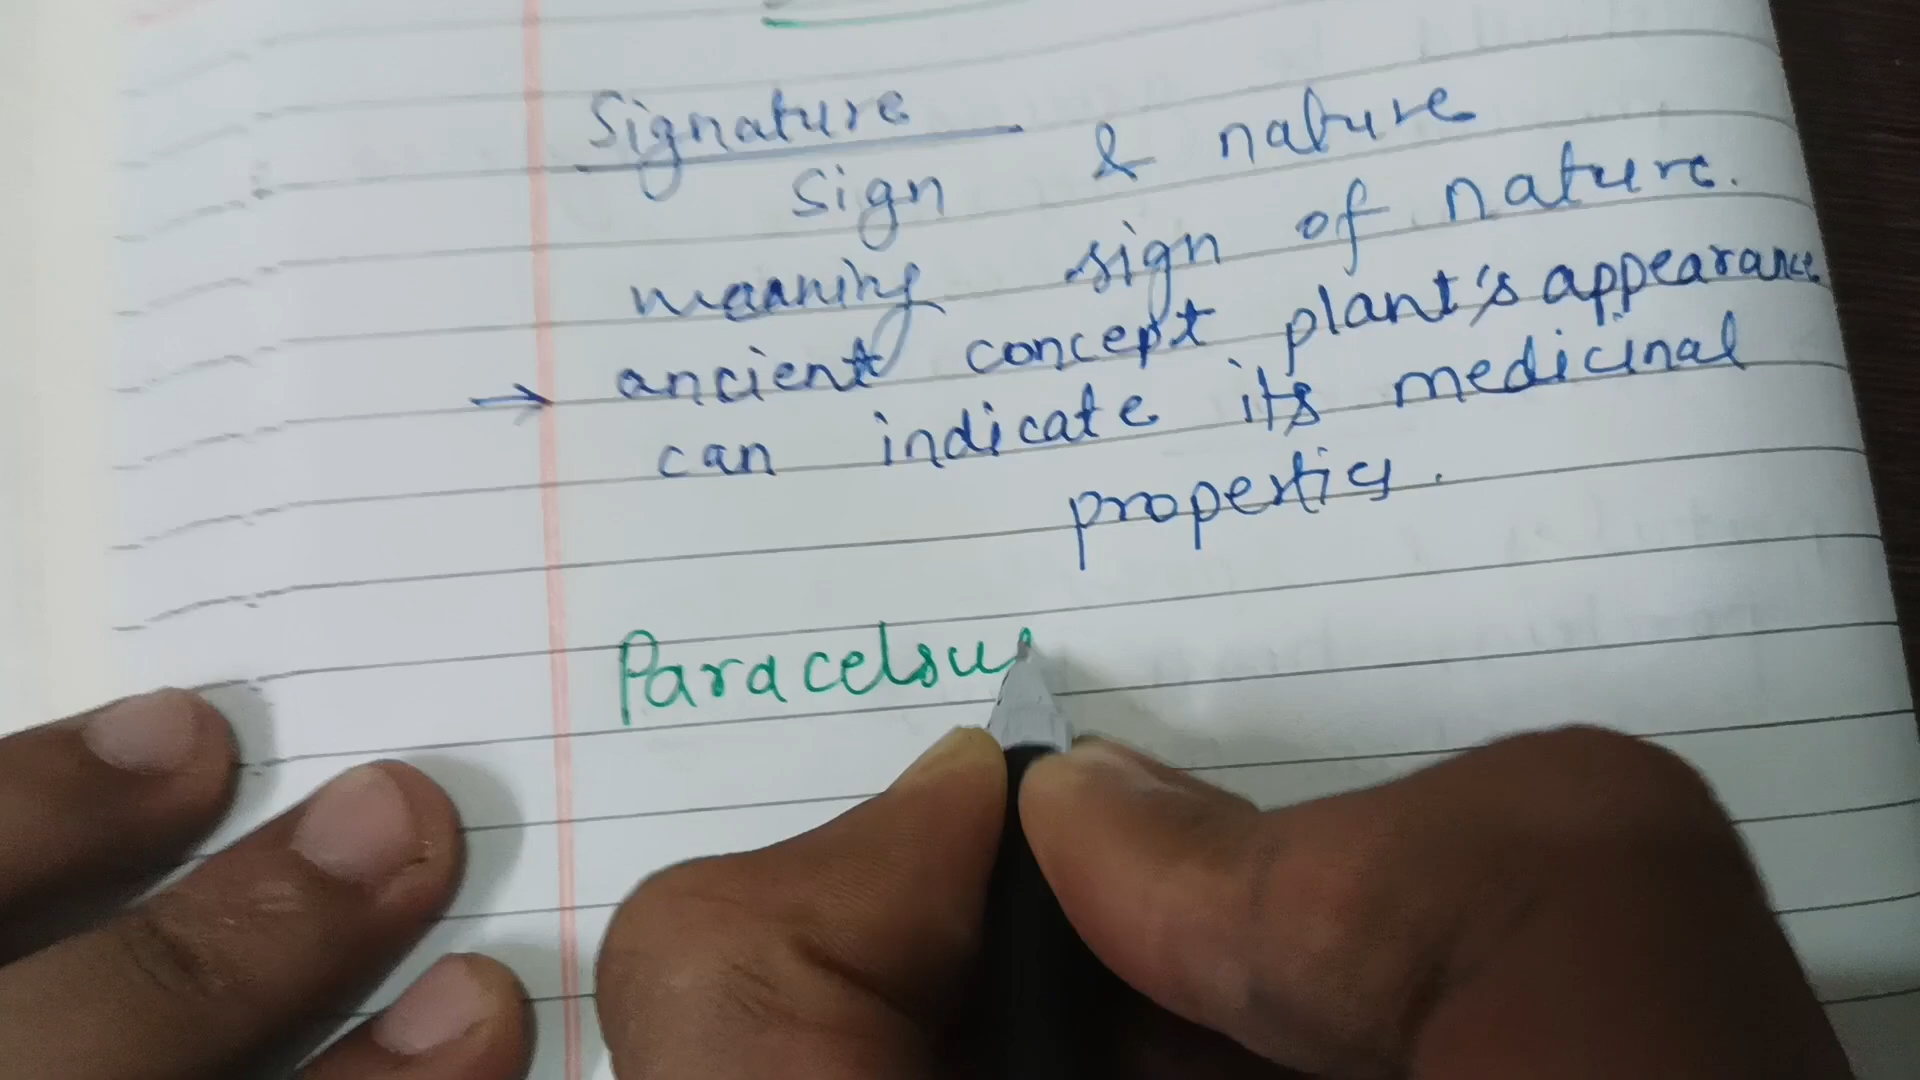 Signature
Sign & nature
meaning sign of nature.
→ ancient concept plant's appearance
can indicate its medicinal
properties.
Paracelsus